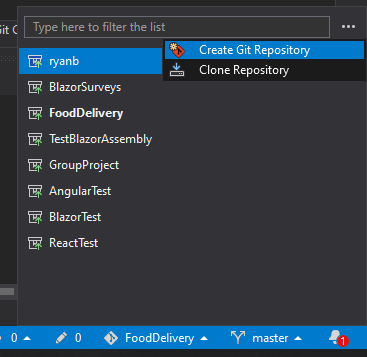 it C
Type here to filter the list
...
ryanb
Create Git Repository
Clone Repository
BlazorSurveys
FoodDelivery
TestBlazorAssembly
GroupProject
AngularTest
BlazorTest
ReactTest
0
0
FoodDelivery
master
1